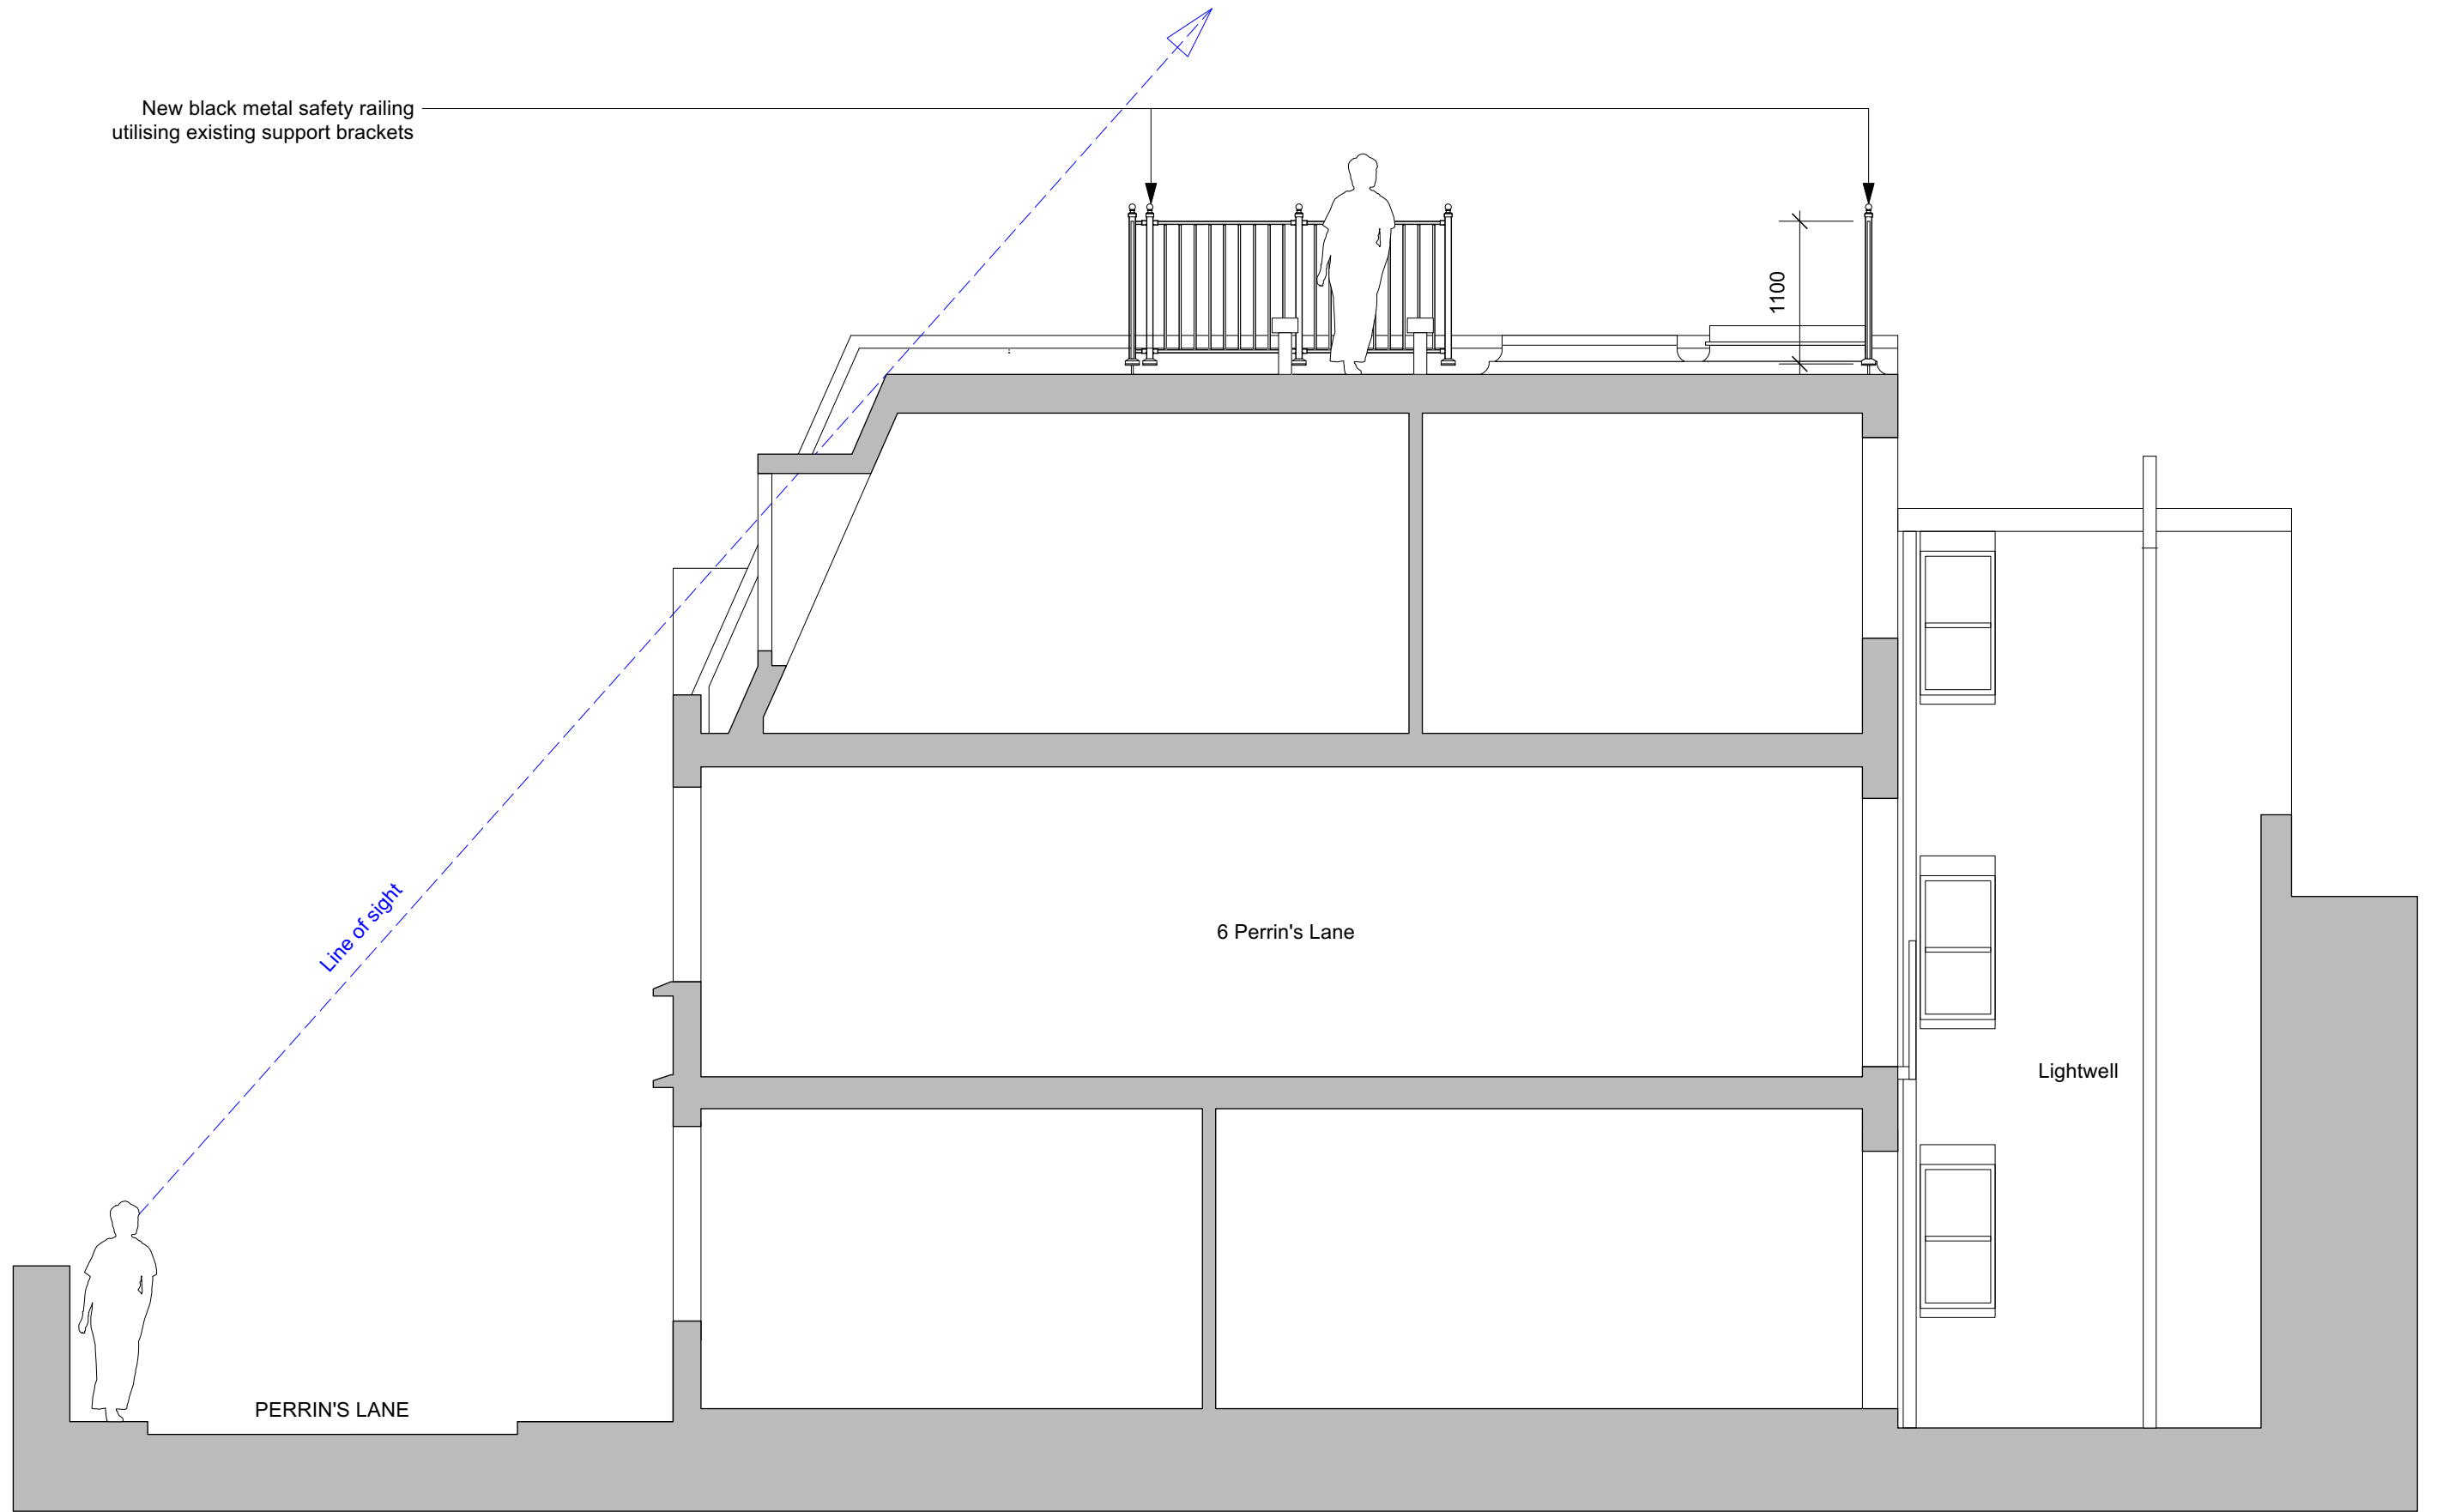 New black metal safety railing
utilising existing support brackets
1100
Line of sight
6 Perrin's Lane
Lightwell
PERRIN'S LANE